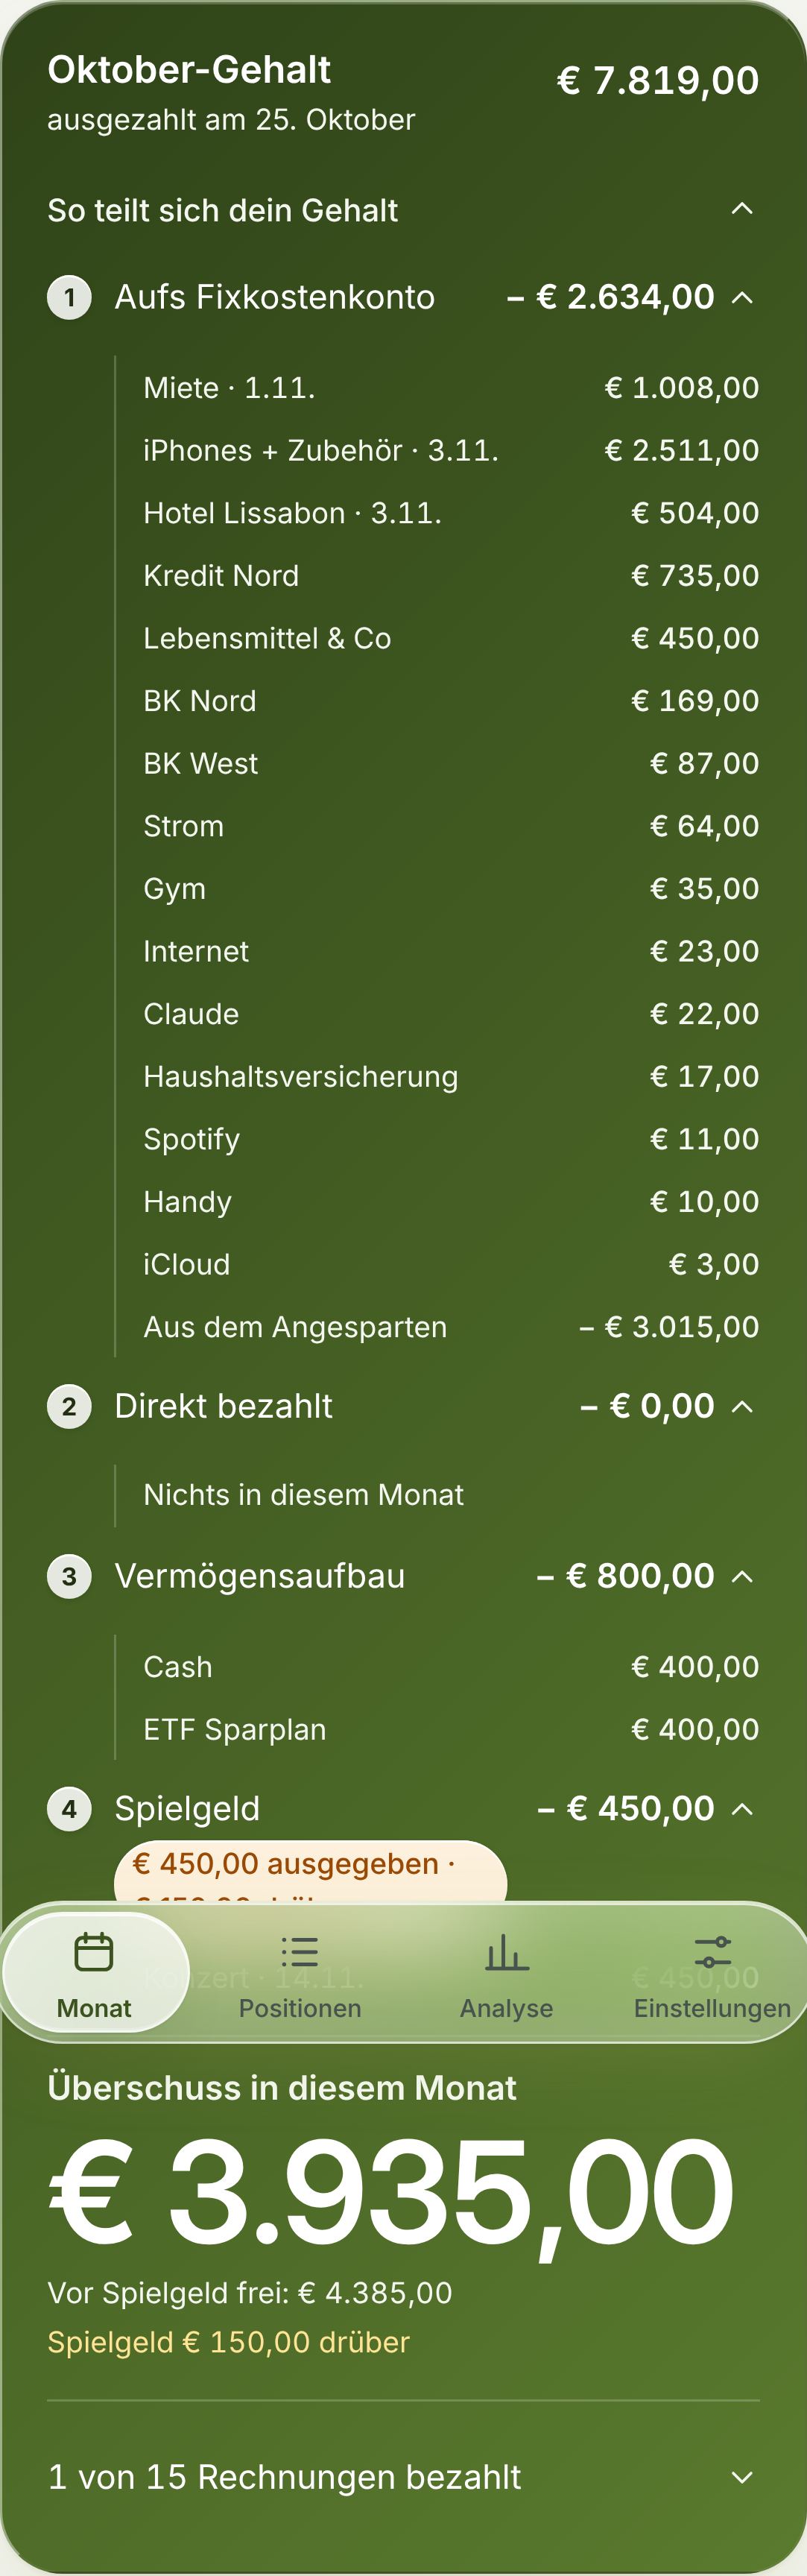 Oktober-Gehalt
€ 7.819,00
ausgezahlt am 25. Oktober
So teilt sich dein Gehalt
1 Aufs Fixkostenkonto – € 2.634,00
Miete · 1.11. € 1.008,00
iPhones + Zubehör · 3.11. € 2.511,00
Hotel Lissabon · 3.11. € 504,00
Kredit Nord € 735,00
Lebensmittel & Co € 450,00
BK Nord € 169,00
BK West € 87,00
Strom € 64,00
Gym € 35,00
Internet € 23,00
Claude € 22,00
Haushaltsversicherung € 17,00
Spotify € 11,00
Handy € 10,00
iCloud € 3,00
Aus dem Angesparten – € 3.015,00
2 Direkt bezahlt – € 0,00
Nichts in diesem Monat
3 Vermögensaufbau – € 800,00
Cash € 400,00
ETF Sparplan € 400,00
4 Spielgeld – € 450,00
€ 450,00 ausgegeben ·
Konzert · 14.11. € 450,00
Monat Positionen Analyse Einstellungen
Überschuss in diesem Monat
€ 3.935,00
Vor Spielgeld frei: € 4.385,00
Spielgeld € 150,00 drüber
1 von 15 Rechnungen bezahlt